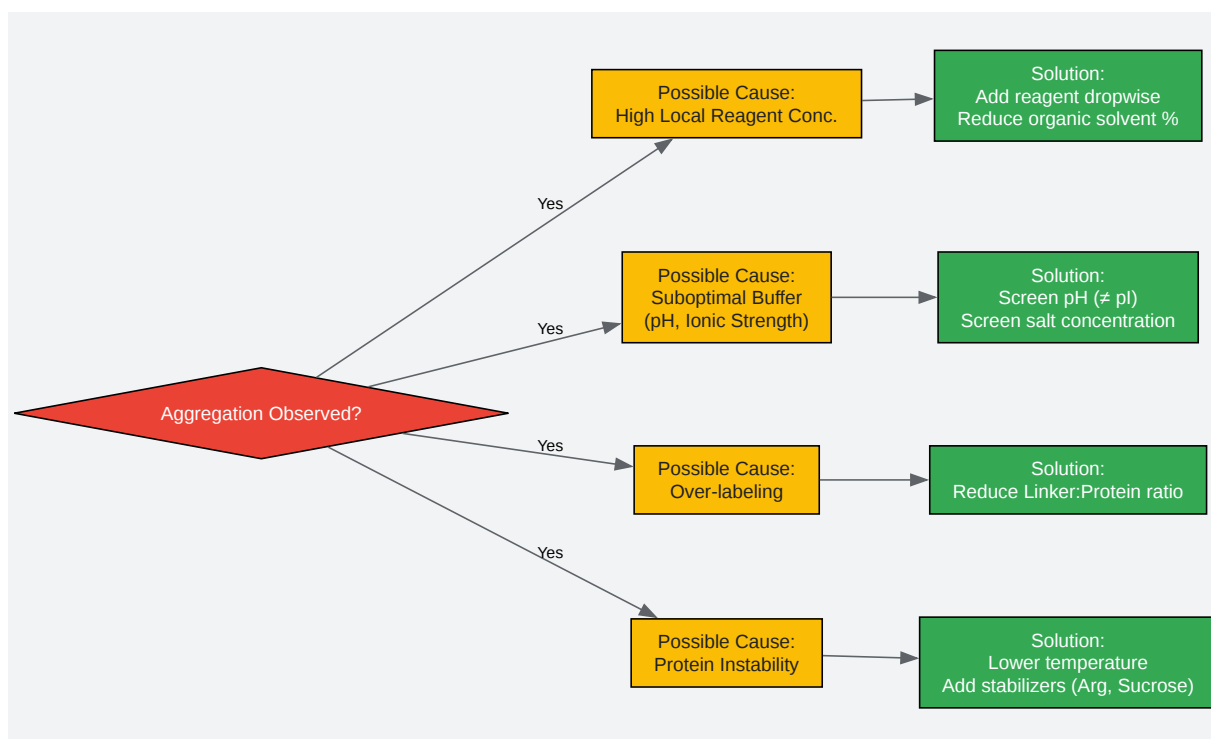 Possible Cause:
High Local Reagent Conc.
Solution:
Add reagent dropwise
Reduce organic solvent %
Yes
Possible Cause:
Suboptimal Buffer
(pH, Ionic Strength)
Solution:
Screen pH (≠ pI)
Screen salt concentration
Yes
Aggregation Observed?
Yes
Possible Cause:
Over-labeling
Solution:
Reduce Linker:Protein ratio
Yes
Possible Cause:
Protein Instability
Solution:
Lower temperature
Add stabilizers (Arg, Sucrose)